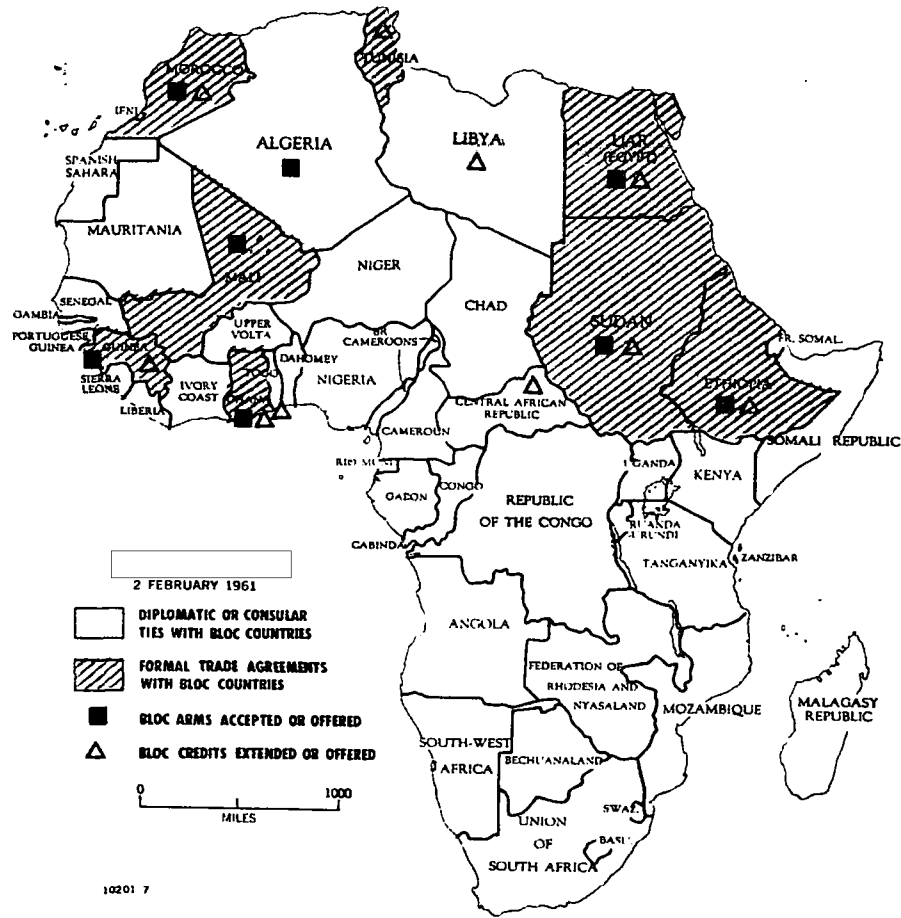 MOROCCO
TUNISIA
IFNI
ALGERIA
LIBYA
UAR
(EGYPT)
SPANISH
SAHARA
MAURITANIA
MALI
NIGER
CHAD
SUDAN
SENEGAL
GAMBIA
PORTUGUESE
GUINEA
GUINEA
UPPER
VOLTA
BR
CAMEROONS
FR. SOMAL.
DAHOMEY
TOGO
NIGERIA
SIERRA
LEONE
IVORY
COAST
LIBERIA
GHANA
CENTRAL AFRICAN
REPUBLIC
ETHIOPIA
CAMEROUN
SOMALI REPUBLIC
RIO MUNI
UGANDA
KENYA
GABON
CONGO
REPUBLIC
OF THE CONGO
RUANDA
URUNDI
CABINDA
TANGANYIKA
ZANZIBAR
2 FEBRUARY 1961
DIPLOMATIC OR CONSULAR
TIES WITH BLOC COUNTRIES
FORMAL TRADE AGREEMENTS
WITH BLOC COUNTRIES
BLOC ARMS ACCEPTED OR OFFERED
BLOC CREDITS EXTENDED OR OFFERED
0
1000
MILES
ANGOLA
FEDERATION OF
RHODESIA AND
NYASALAND
MOZAMBIQUE
MALAGASY
REPUBLIC
SOUTH-WEST
AFRICA
BECHUANALAND
SWAZ.
UNION
OF
SOUTH AFRICA
BASU.
10201 7